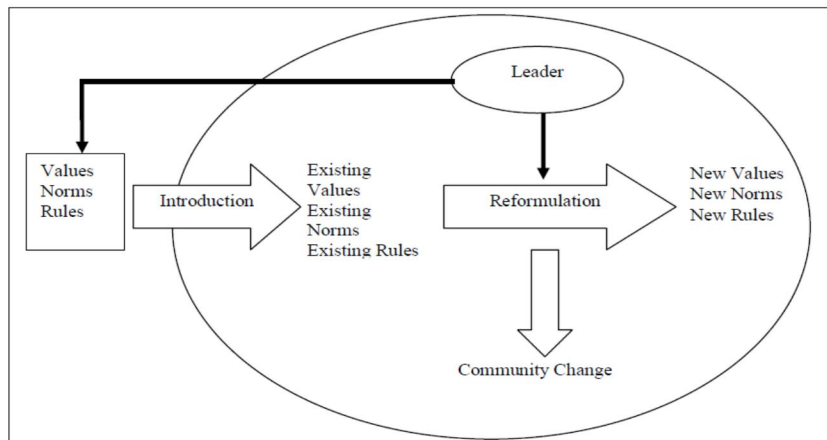 Leader
Values
Norms
Rules
Introduction
Existing
Values
Existing
Norms
Existing Rules
Reformulation
New Values
New Norms
New Rules
Community Change